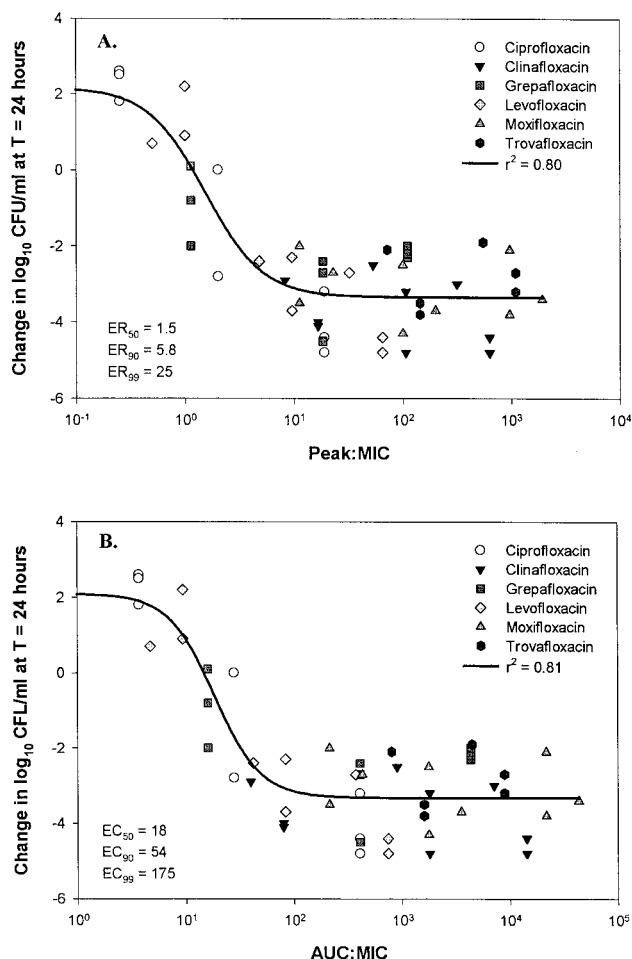 A.
Ciprofloxacin
Clinafloxacin
Grepafloxacin
Levofloxacin
Moxifloxacin
Trovafloxacin
r² = 0.80
4
2
0
-2
-4
-6
Change in log₁₀ CFU/ml at T = 24 hours
ER₅₀ = 1.5
ER₉₀ = 5.8
ER₉₉ = 25
10⁻¹ 10⁰ 10¹ 10² 10³ 10⁴
Peak:MIC
B.
Ciprofloxacin
Clinafloxacin
Grepaflocacin
Levofloxacin
Moxifloxacin
Trovafloxacin
r² = 0.81
4
2
0
-2
-4
-6
Change in log₁₀ CFL/ml at T = 24 hours
EC₅₀ = 18
EC₉₀ = 54
EC₉₉ = 175
10⁰ 10¹ 10² 10³ 10⁴ 10⁵
AUC:MIC